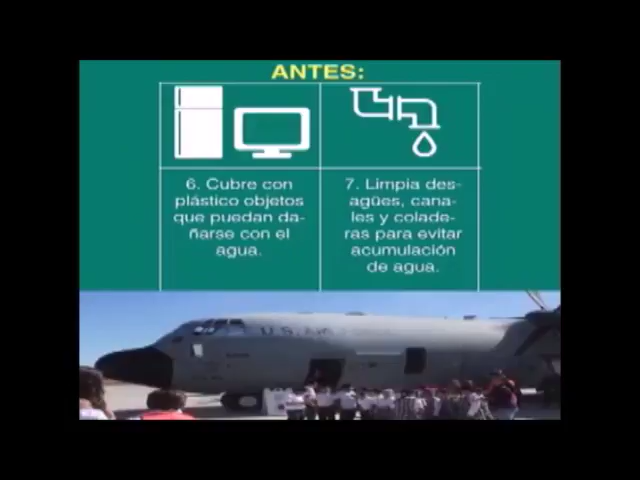 ANTES:
6. Cubre con
plástico objetos
que puedan da-
ñarse con el
agua.
7. Limpia des-
agües, cana-
les y colade-
ras para evitar
acumulación
de agua.
U.S. AIR